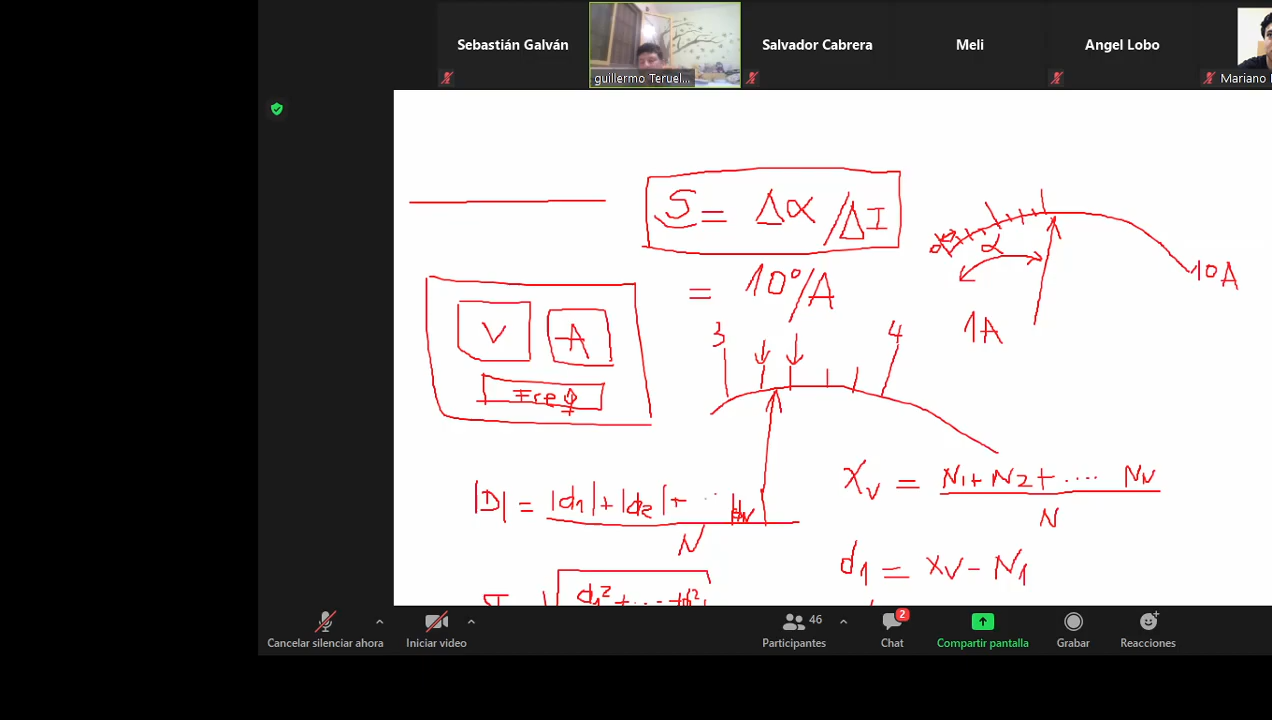 Sebastián Galván
guillermo Teruel...
Salvador Cabrera
Meli
Angel Lobo
Mariano
S = Δα/ΔI
= 10°/A
α
1A
10A
V
A
Freq
3
4
|D| = |d1|+|d2|+ ... dN
N
XV = N1+N2+.... NN
N
d1 = XV - N1
46
2
Cancelar silenciar ahora
Iniciar video
Participantes
Chat
Compartir pantalla
Grabar
Reacciones